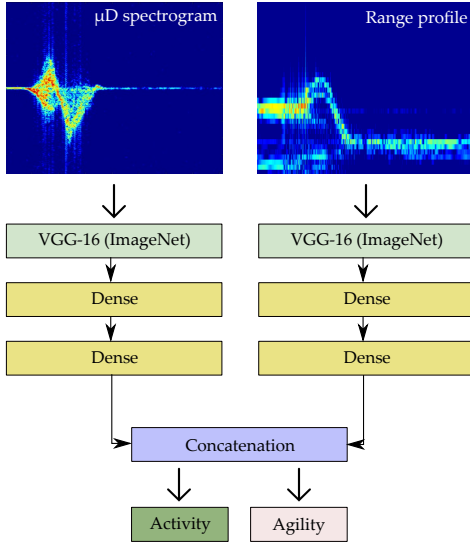 μD spectrogram
Range profile
VGG-16 (ImageNet)
VGG-16 (ImageNet)
Dense
Dense
Dense
Dense
Concatenation
Activity
Agility